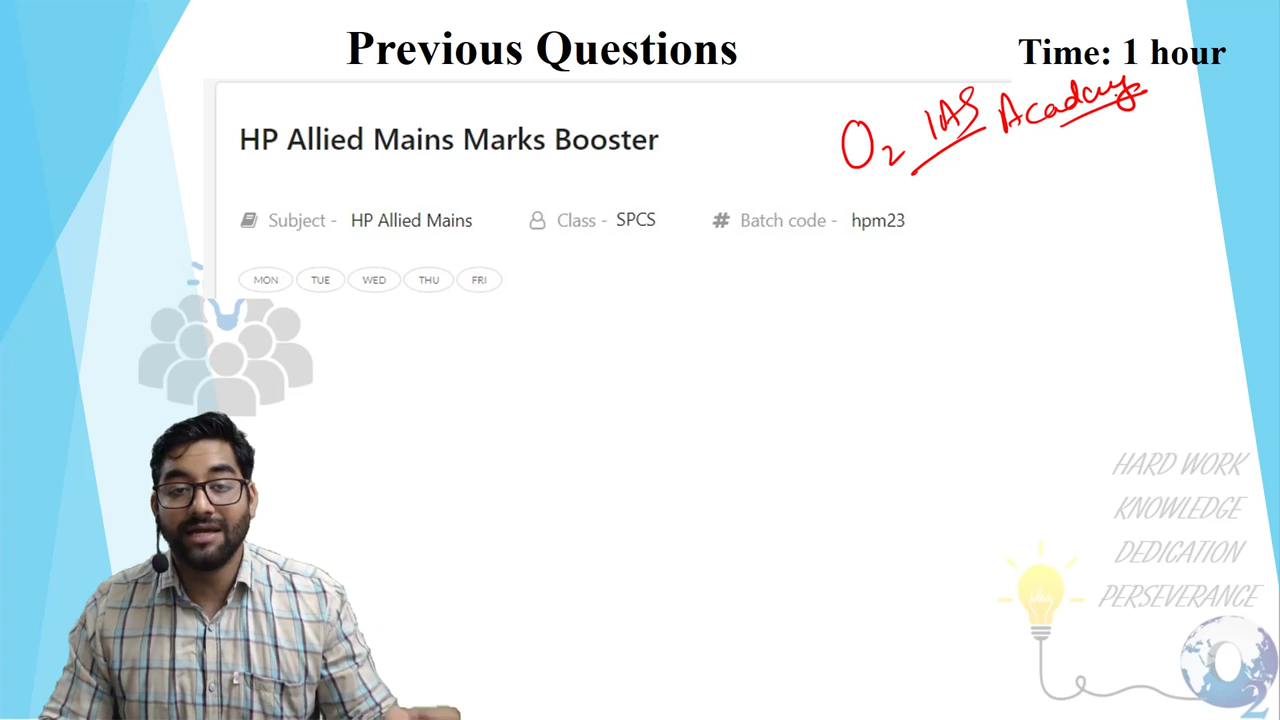 Previous Questions
Time: 1 hour
O2 IAS Academy
HP Allied Mains Marks Booster
Subject - HP Allied Mains Class - SPCS # Batch code - hpm23
MON TUE WED THU FRI
HARD WORK
KNOWLEDGE
DEDICATION
PERSEVERANCE
O2